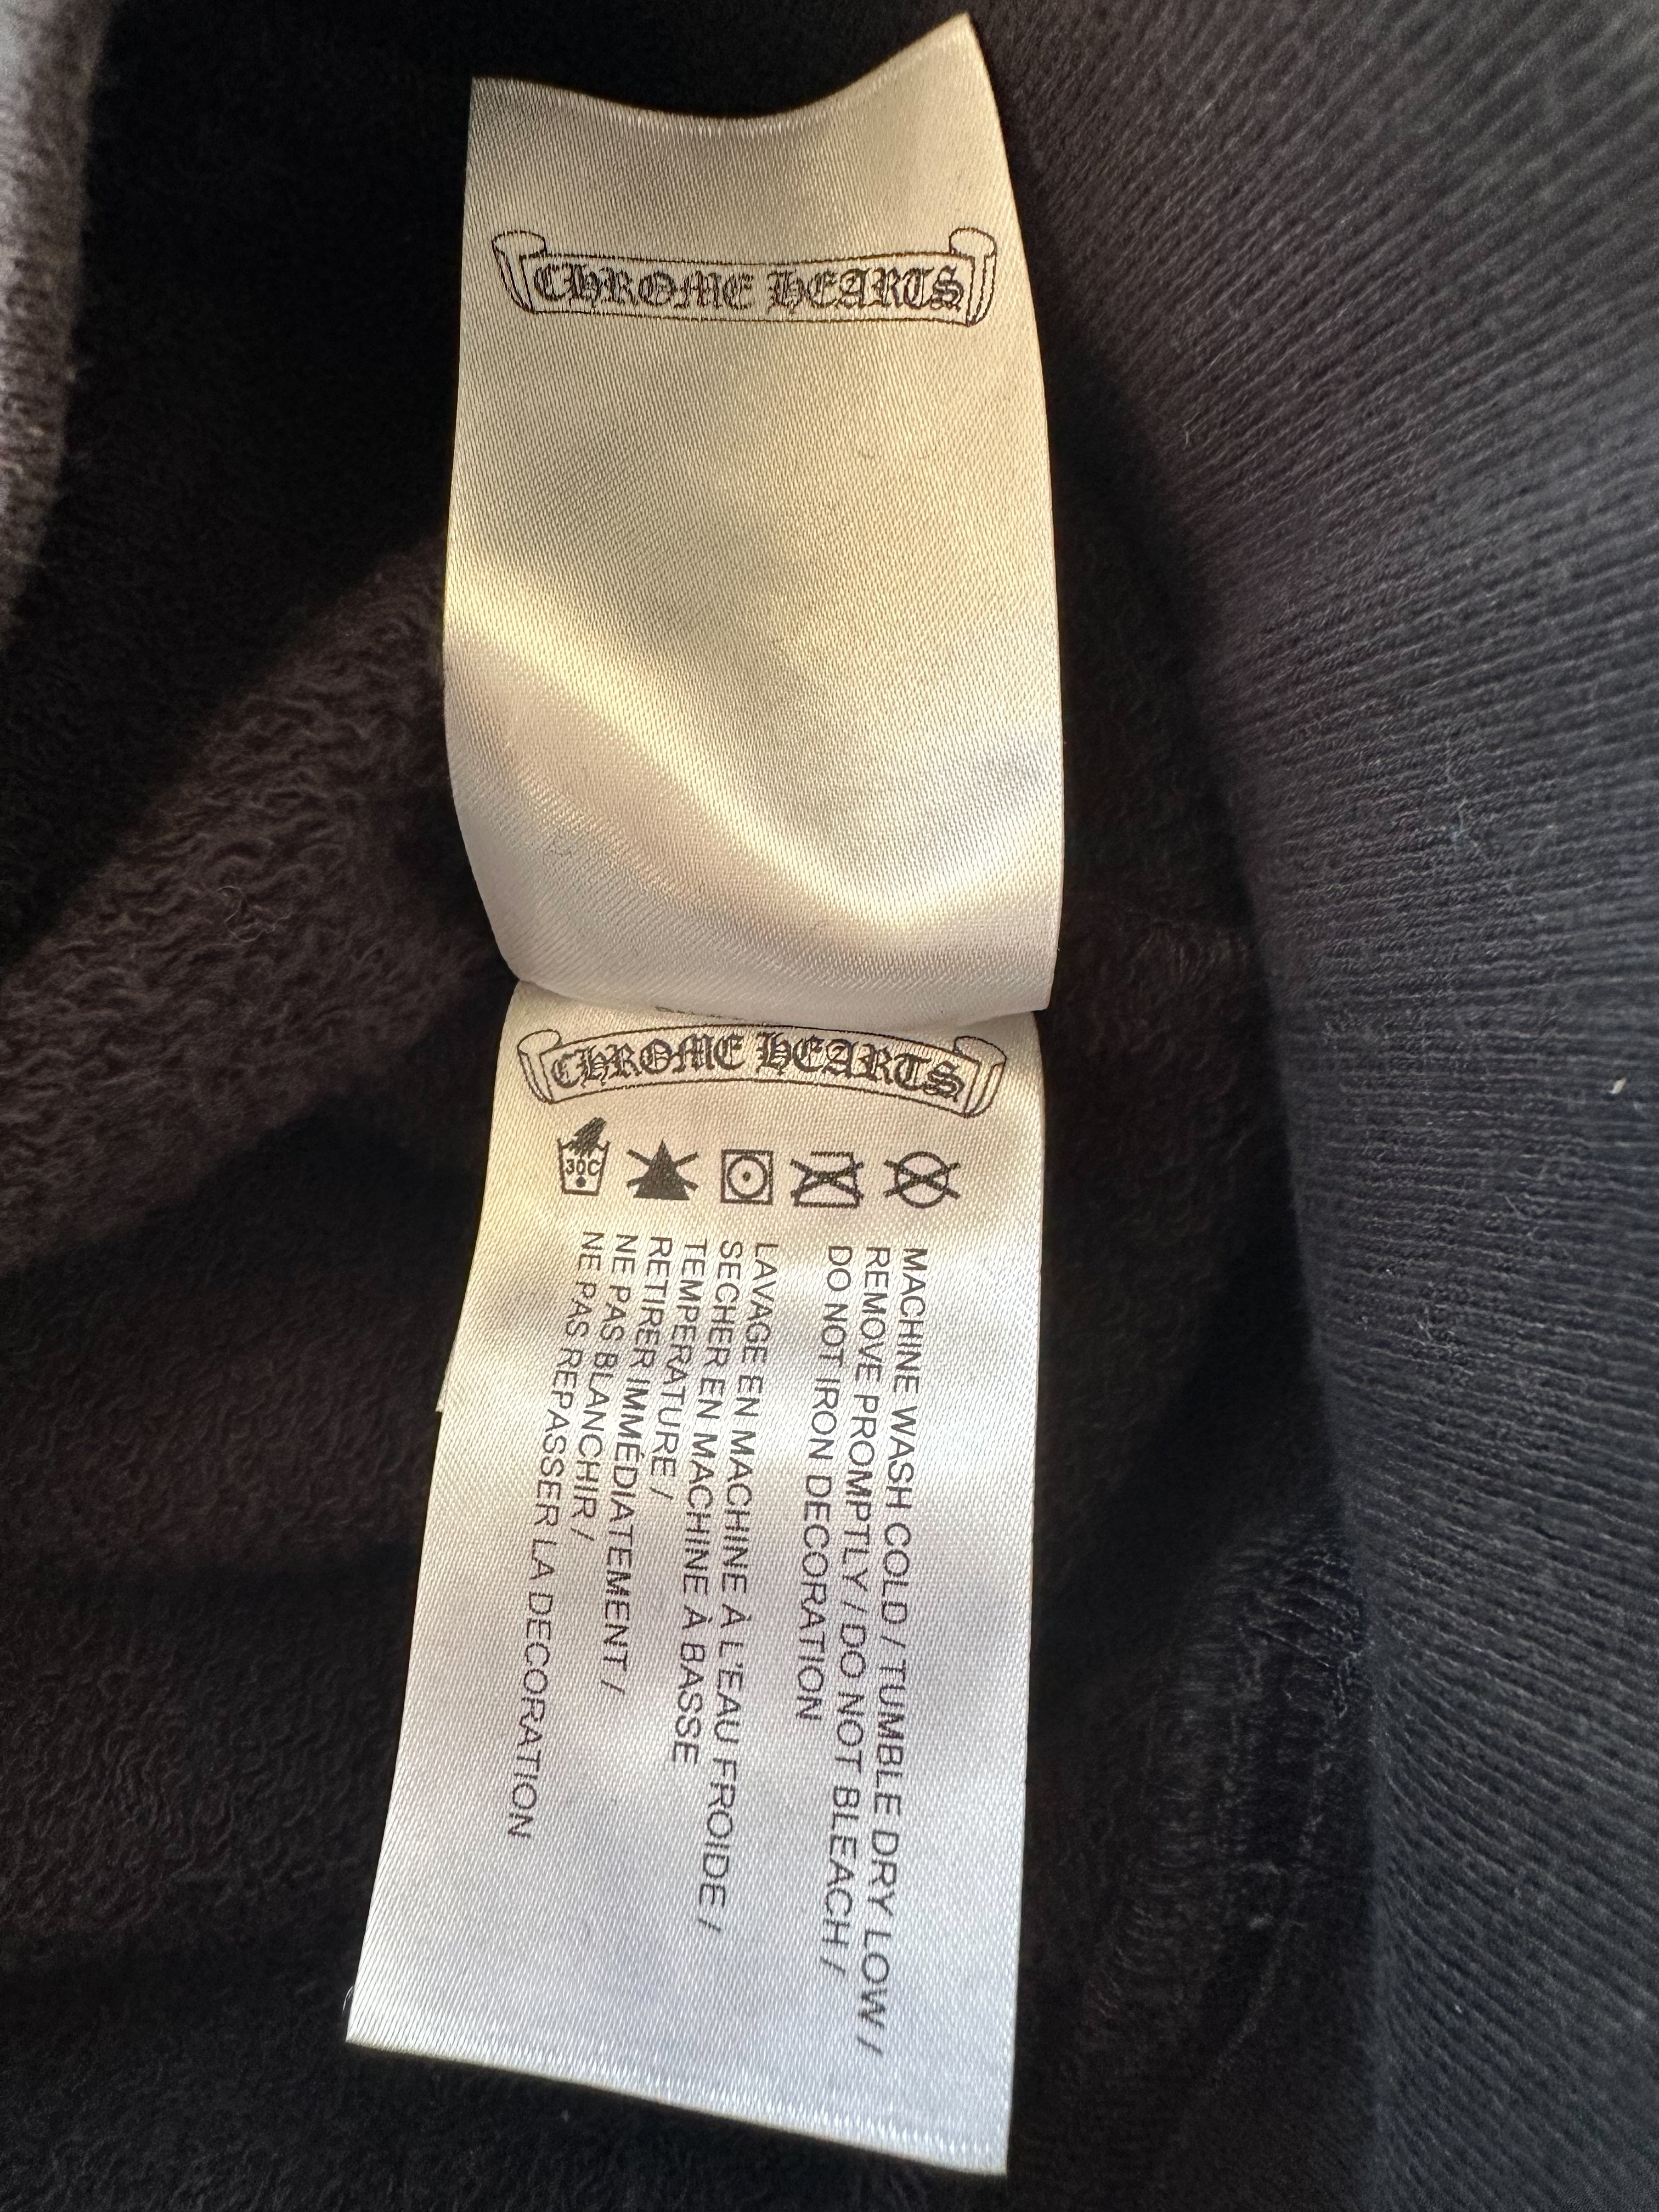 CHROME HEARTS
CHROME HEARTS
30C
MACHINE WASH COLD / TUMBLE DRY LOW /
REMOVE PROMPTLY / DO NOT BLEACH /
DO NOT IRON DECORATION
LAVAGE EN MACHINE À L'EAU FROIDE /
SECHER EN MACHINE À BASSE
TEMPERATURE /
RETIRER IMMÉDIATEMENT /
NE PAS BLANCHIR /
NE PAS REPASSER LA DECORATION